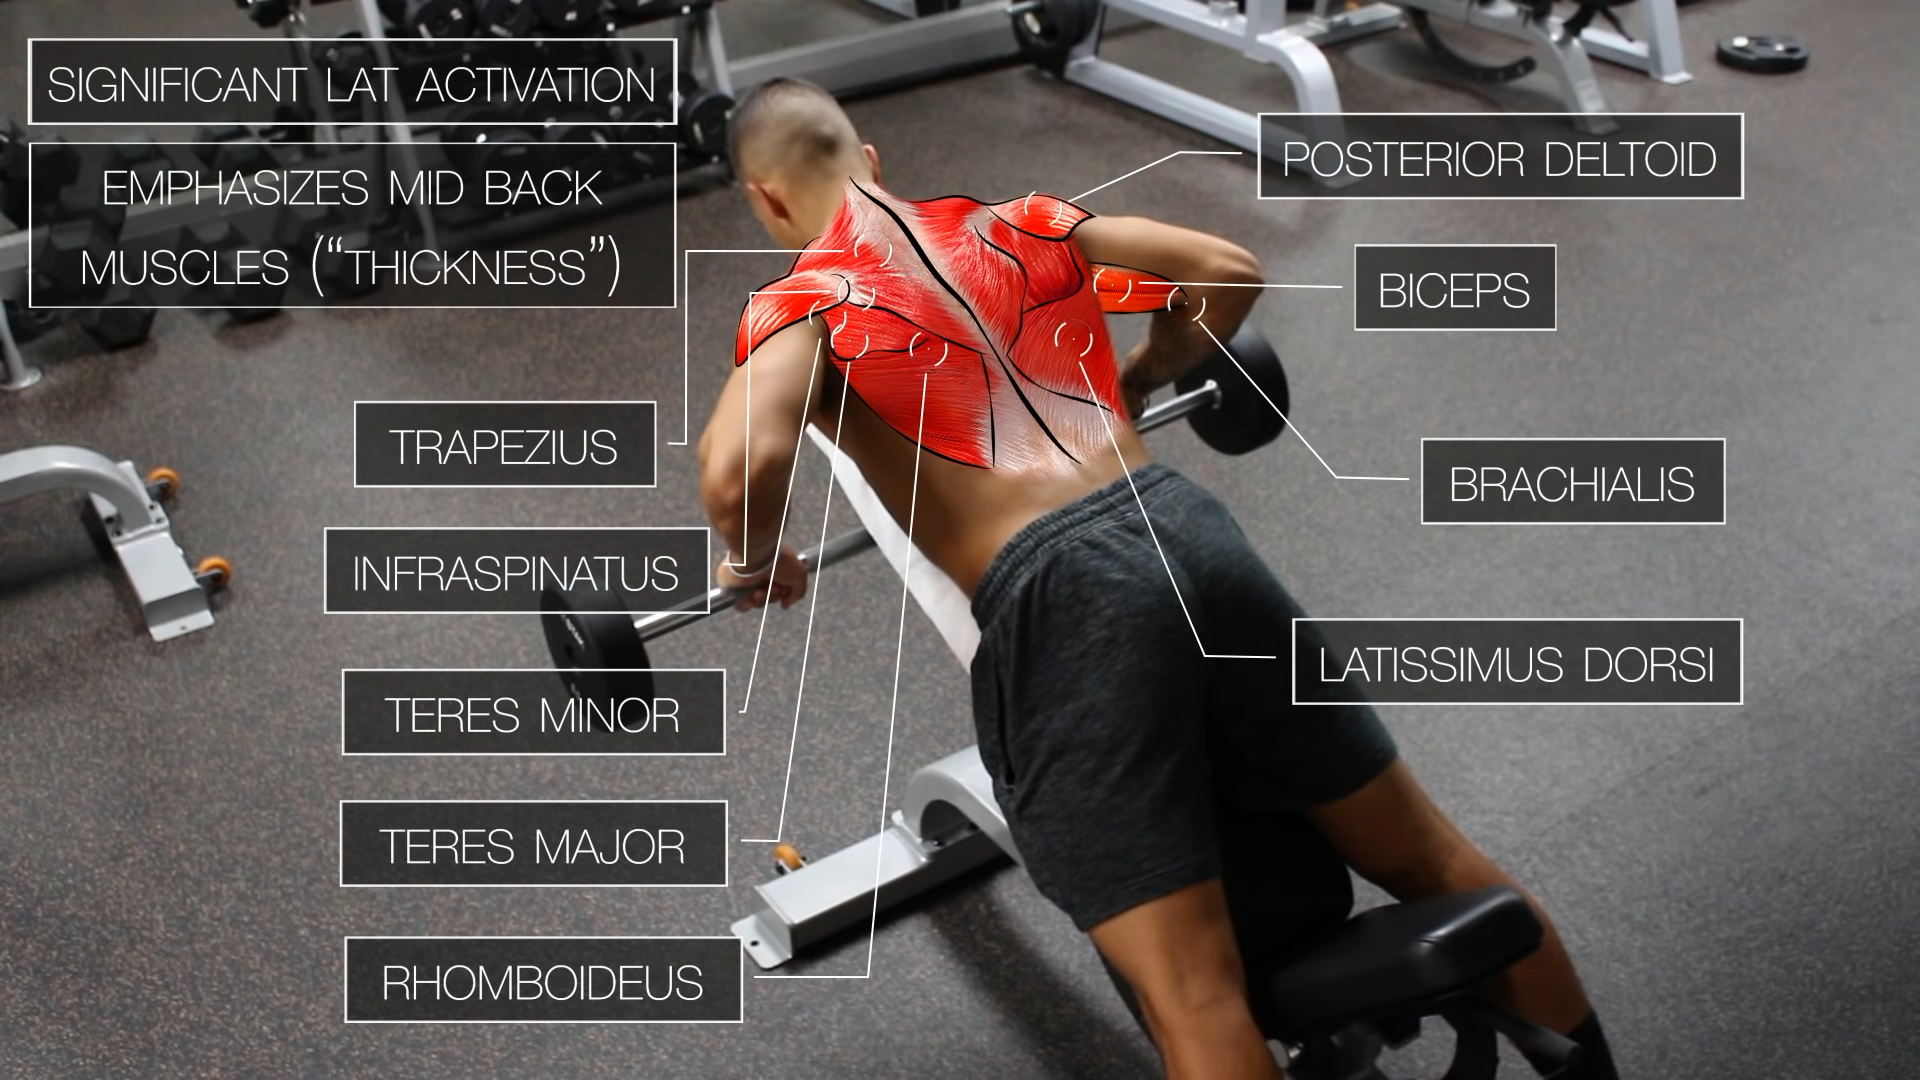 SIGNIFICANT LAT ACTIVATION
EMPHASIZES MID BACK
MUSCLES (“THICKNESS”)
POSTERIOR DELTOID
BICEPS
TRAPEZIUS
BRACHIALIS
INFRASPINATUS
LATISSIMUS DORSI
TERES MINOR
TERES MAJOR
RHOMBOIDEUS